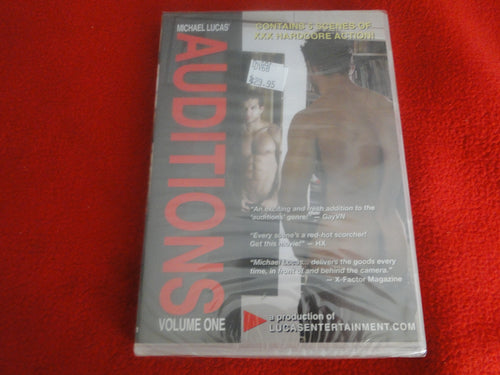 MICHAEL LUCAS'
AUDITIONS
VOLUME ONE
CONTAINS 5 SCENES OF
XXX HARDCORE ACTION!
$29.95
"An exciting and fresh addition to the
'auditions' genre!" — GayVN
"Every scene's a red-hot scorcher!
Get this movie!" — HX
"Michael Lucas... delivers the goods every
time, in front of and behind the camera."
— X-Factor Magazine
a production of
LUCASENTERTAINMENT.COM